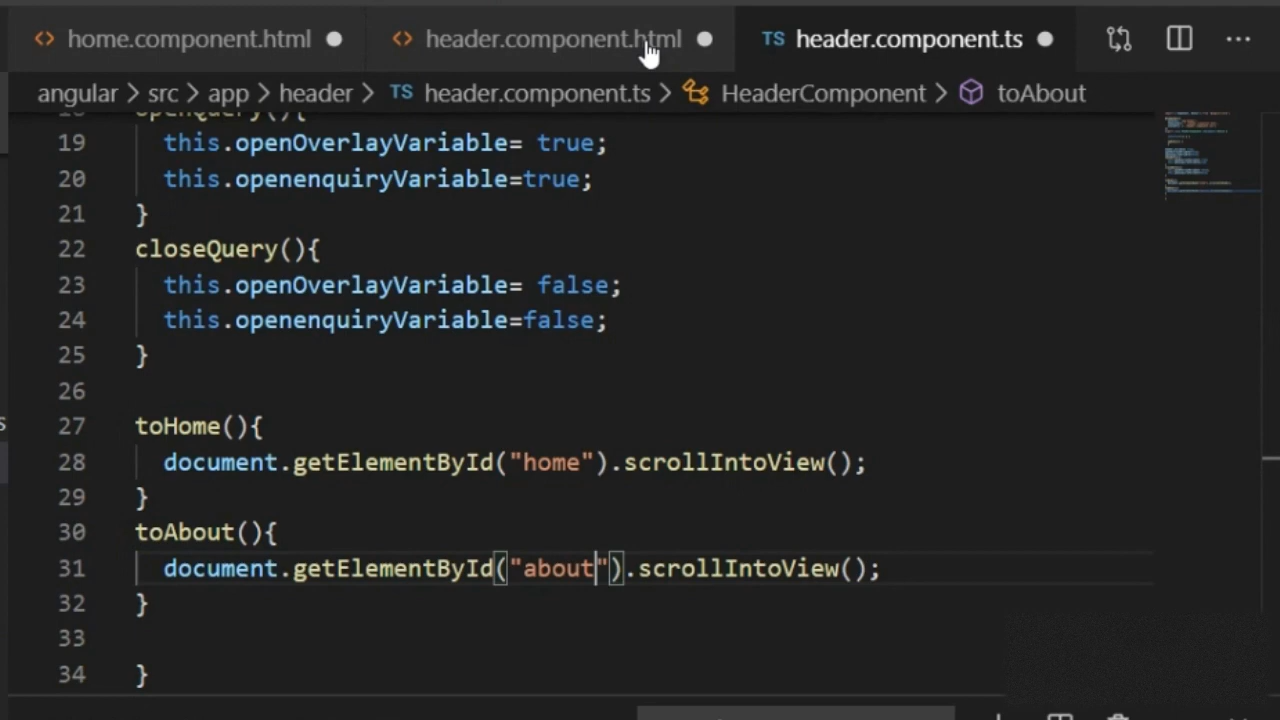 home.component.html header.component.html TS header.component.ts
angular src app header TS header.component.ts HeaderComponent toAbout
openQuery(){
19 this.openOverlayVariable= true;
20 this.openenquiryVariable=true;
21 }
22 closeQuery(){
23 this.openOverlayVariable= false;
24 this.openenquiryVariable=false;
25 }
26
27 toHome(){
28 document.getElementById("home").scrollIntoView();
29 }
30 toAbout(){
31 document.getElementById("about").scrollIntoView();
32 }
33
34 }